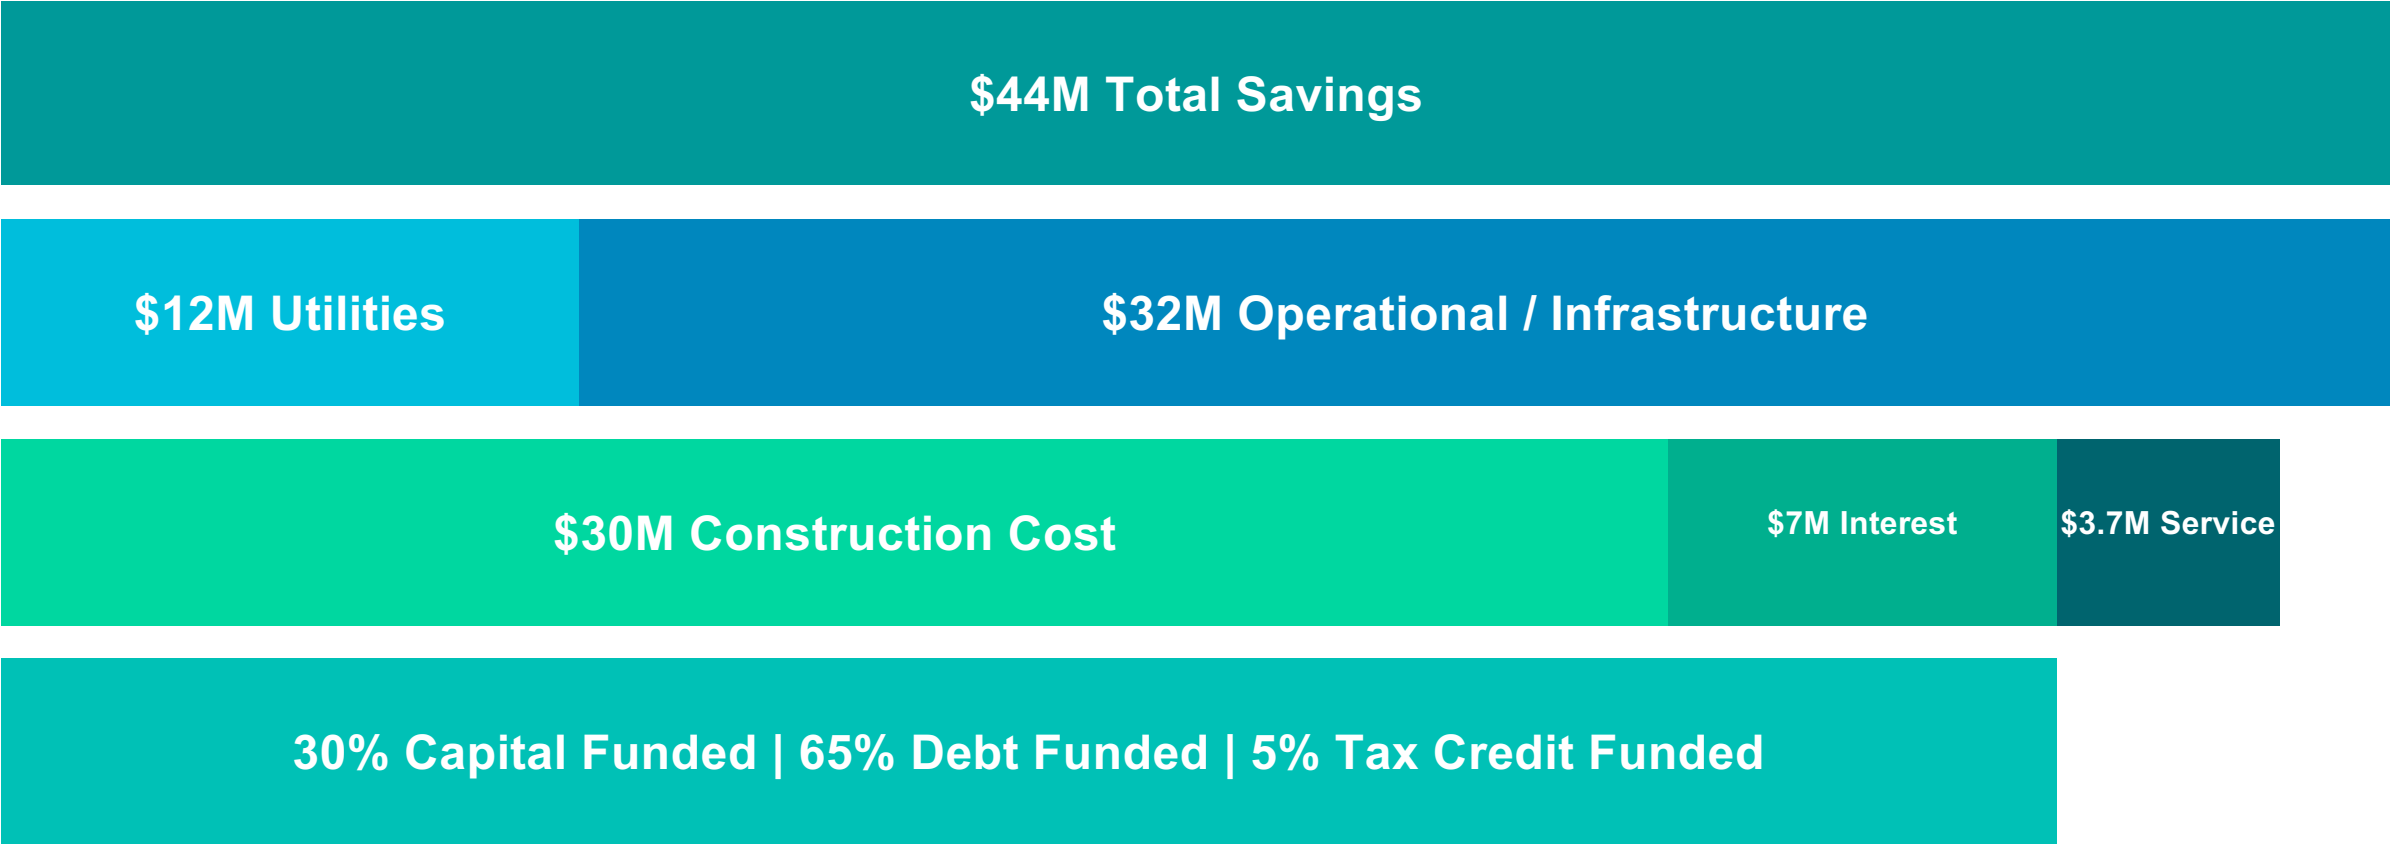 $44M Total Savings
$12M Utilities
$32M Operational / Infrastructure
$30M Construction Cost
$7M Interest
$3.7M Service
30% Capital Funded | 65% Debt Funded | 5% Tax Credit Funded